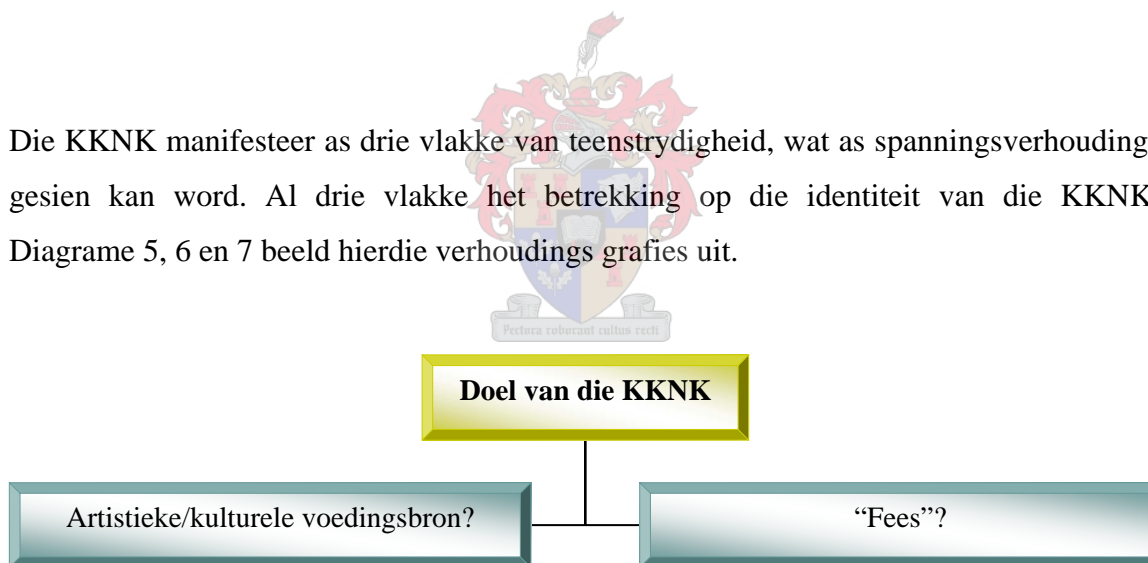 Die KKNK manifesteer as drie vlakke van teenstrydigheid, wat as spanningsverhouding
gesien kan word. Al drie vlakke het betrekking op die identiteit van die KKNK
Diagrame 5, 6 en 7 beeld hierdie verhoudings grafies uit.
Pectora roborant cultus recti
Doel van die KKNK
Artistieke/kulturele voedingsbron?
“Fees”?